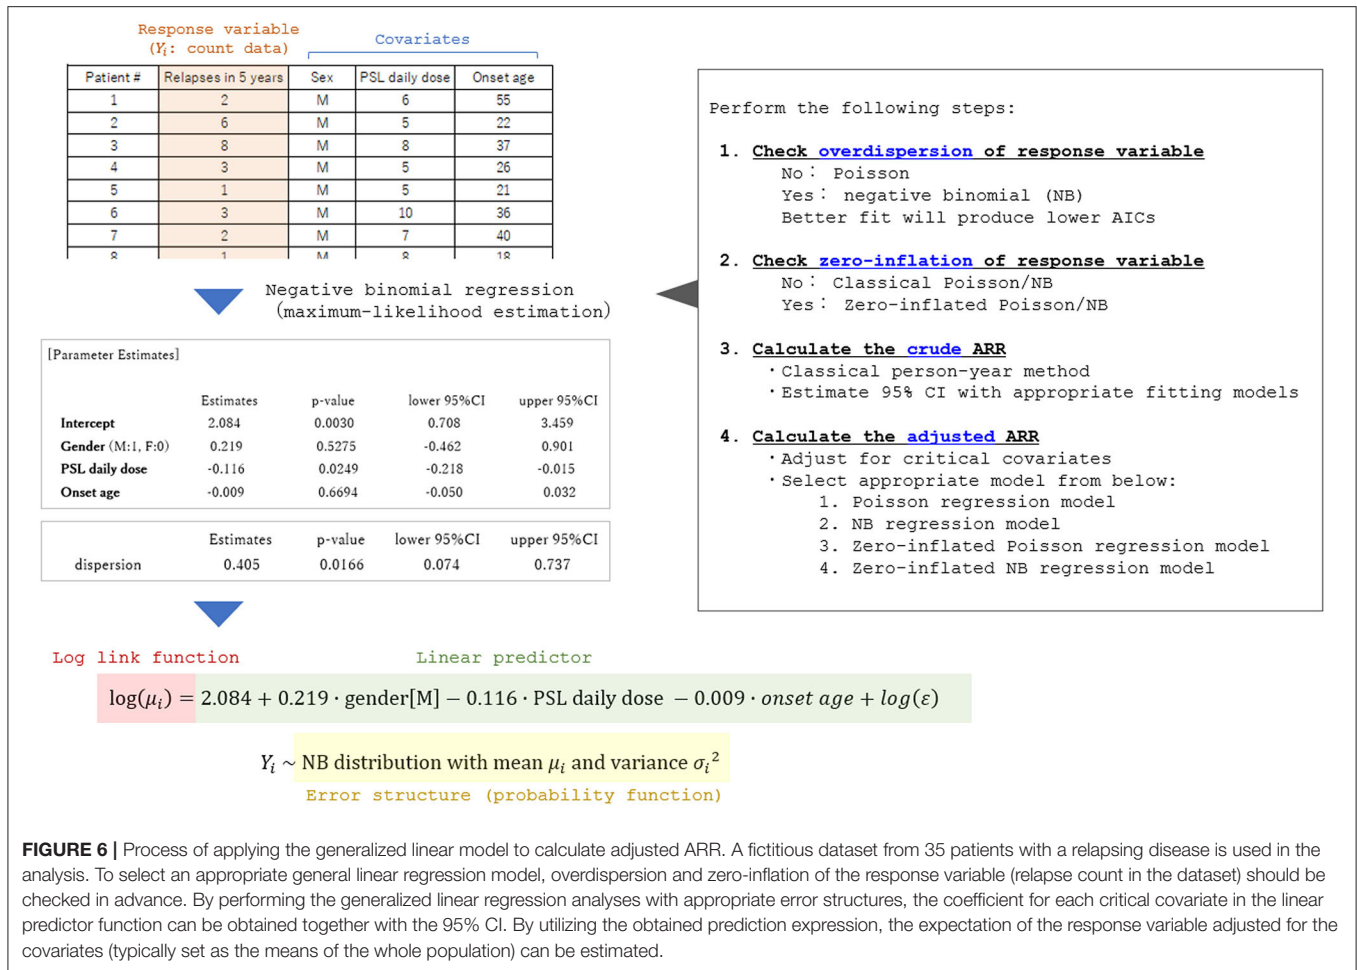 Response variable
(Yi: count data)
Covariates
Patient # Relapses in 5 years Sex PSL daily dose Onset age
1 2 M 6 55
2 6 M 5 22
3 8 M 8 37
4 3 M 5 26
5 1 M 5 21
6 3 M 10 36
7 2 M 7 40
8 1 M 8 18
Negative binomial regression
(maximum-likelihood estimation)
[Parameter Estimates]
Estimates p-value lower 95%CI upper 95%CI
Intercept 2.084 0.0030 0.708 3.459
Gender (M:1, F:0) 0.219 0.5275 -0.462 0.901
PSL daily dose -0.116 0.0249 -0.218 -0.015
Onset age -0.009 0.6694 -0.050 0.032
Estimates p-value lower 95%CI upper 95%CI
dispersion 0.405 0.0166 0.074 0.737
Perform the following steps:
1. Check overdispersion of response variable
No: Poisson
Yes: negative binomial (NB)
Better fit will produce lower AICs
2. Check zero-inflation of response variable
No: Classical Poisson/NB
Yes: Zero-inflated Poisson/NB
3. Calculate the crude ARR
・Classical person-year method
・Estimate 95% CI with appropriate fitting models
4. Calculate the adjusted ARR
・Adjust for critical covariates
・Select appropriate model from below:
1. Poisson regression model
2. NB regression model
3. Zero-inflated Poisson regression model
4. Zero-inflated NB regression model
Log link function
Linear predictor
log(μi) = 2.084 + 0.219 · gender[M] − 0.116 · PSL daily dose − 0.009 · onset age + log(ε)
Yi ~ NB distribution with mean μi and variance σi²
Error structure (probability function)
FIGURE 6 | Process of applying the generalized linear model to calculate adjusted ARR. A fictitious dataset from 35 patients with a relapsing disease is used in the
analysis. To select an appropriate general linear regression model, overdispersion and zero-inflation of the response variable (relapse count in the dataset) should be
checked in advance. By performing the generalized linear regression analyses with appropriate error structures, the coefficient for each critical covariate in the linear
predictor function can be obtained together with the 95% CI. By utilizing the obtained prediction expression, the expectation of the response variable adjusted for the
covariates (typically set as the means of the whole population) can be estimated.